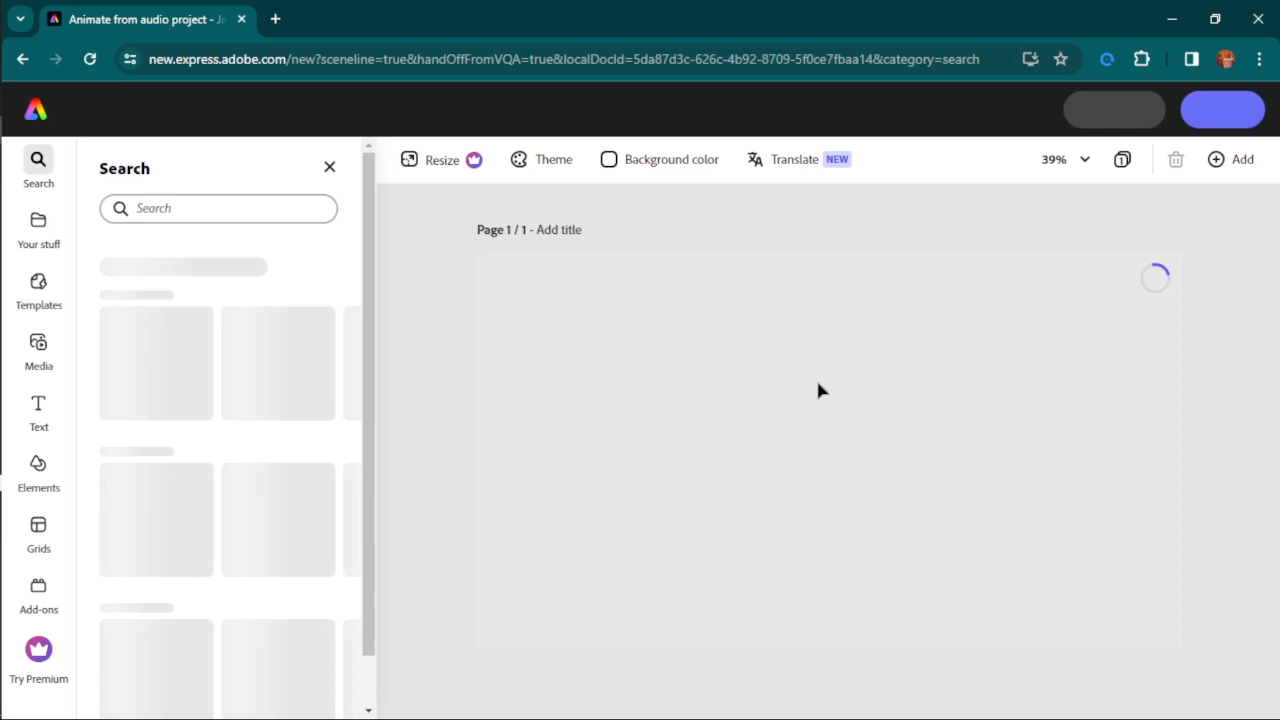 Animate from audio project - Ja
new.express.adobe.com/new?sceneline=true&handOffFromVQA=true&localDocId=5da87d3c-626c-4b92-8709-5f0ce7fbaa14&category=search
Search
Your stuff
Templates
Media
Text
Elements
Grids
Add-ons
Try Premium
Search
Search
Resize
Theme
Background color
Translate NEW
39%
1
Add
Page 1 / 1 - Add title